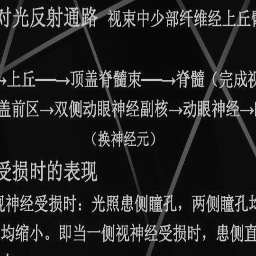 对光反射通路 视束中少部纤维经上丘
→上丘——→顶盖脊髓束——→脊髓（完成视
盖前区→双侧动眼神经副核→动眼神经→
（换神经元）
受损时的表现
视神经受损时：光照患侧瞳孔，两侧瞳孔均
均缩小。即当一侧视神经受损时，患侧直